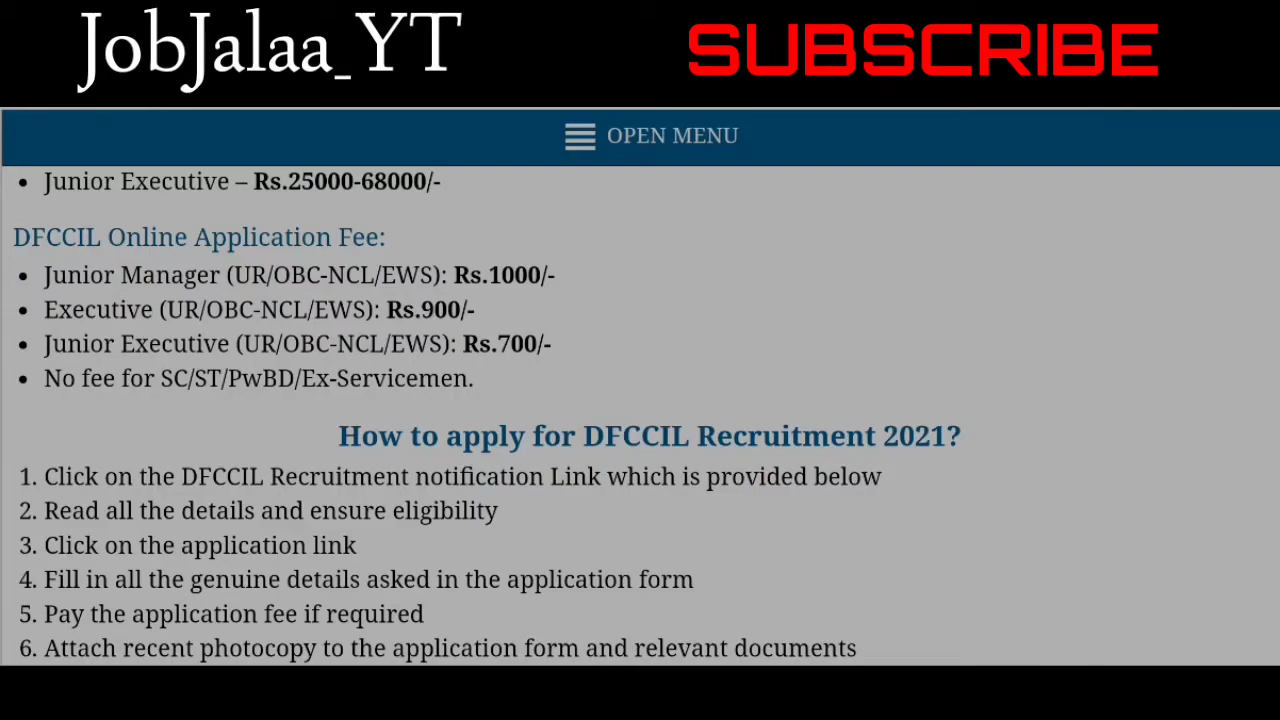 JobJalaa_YT
SUBSCRIBE
OPEN MENU
• Junior Executive – Rs.25000-68000/-
DFCCIL Online Application Fee:
• Junior Manager (UR/OBC-NCL/EWS): Rs.1000/-
• Executive (UR/OBC-NCL/EWS): Rs.900/-
• Junior Executive (UR/OBC-NCL/EWS): Rs.700/-
• No fee for SC/ST/PwBD/Ex-Servicemen.
How to apply for DFCCIL Recruitment 2021?
1. Click on the DFCCIL Recruitment notification Link which is provided below
2. Read all the details and ensure eligibility
3. Click on the application link
4. Fill in all the genuine details asked in the application form
5. Pay the application fee if required
6. Attach recent photocopy to the application form and relevant documents